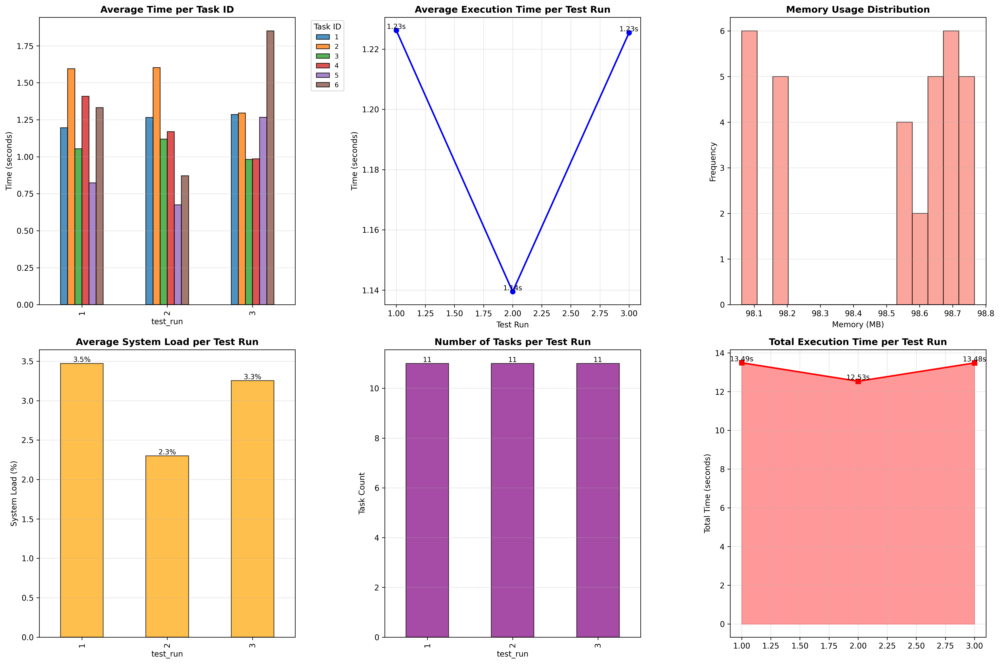 Average Time per Task ID
Time (seconds)
1.75
1.50
1.25
1.00
0.75
0.50
0.25
0.00
1
2
3
test_run
Task ID
1
2
3
4
5
6
Average Execution Time per Test Run
Time (seconds)
1.22
1.20
1.18
1.16
1.14
1.23s
1.14s
1.23s
1.00 1.25 1.50 1.75 2.00 2.25 2.50 2.75 3.00
Test Run
Memory Usage Distribution
Frequency
6
5
4
3
2
1
0
98.1 98.2 98.3 98.4 98.5 98.6 98.7 98.8
Memory (MB)
Average System Load per Test Run
System Load (%)
3.5
3.0
2.5
2.0
1.5
1.0
0.5
0.0
3.5%
2.3%
3.3%
1
2
3
test_run
Number of Tasks per Test Run
Task Count
10
8
6
4
2
0
11
11
11
1
2
3
test_run
Total Execution Time per Test Run
Total Time (seconds)
14
12
10
8
6
4
2
0
13.49s
12.53s
13.48s
1.00 1.25 1.50 1.75 2.00 2.25 2.50 2.75 3.00